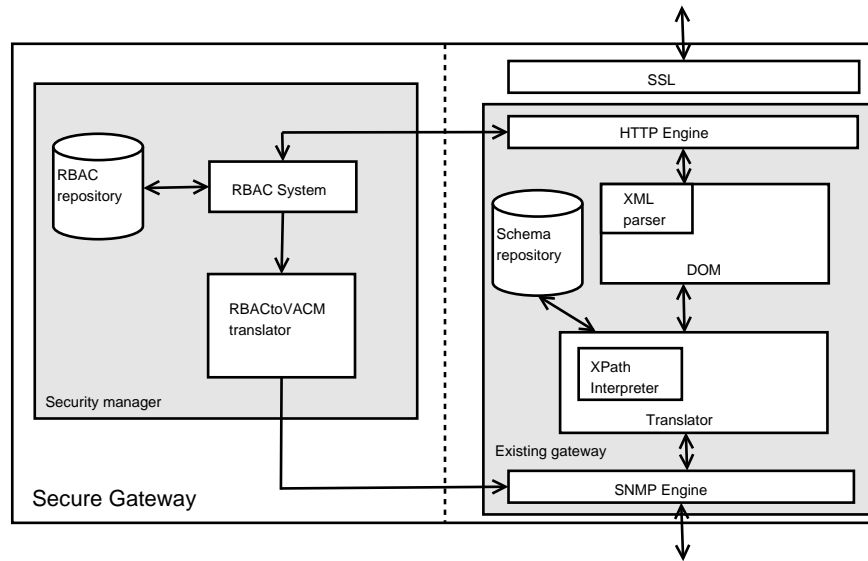 SSL
HTTP Engine
RBAC
repository
RBAC System
XML
parser
Schema
repository
DOM
RBACtoVACM
translator
XPath
Interpreter
Security manager
Translator
Existing gateway
Secure Gateway
SNMP Engine